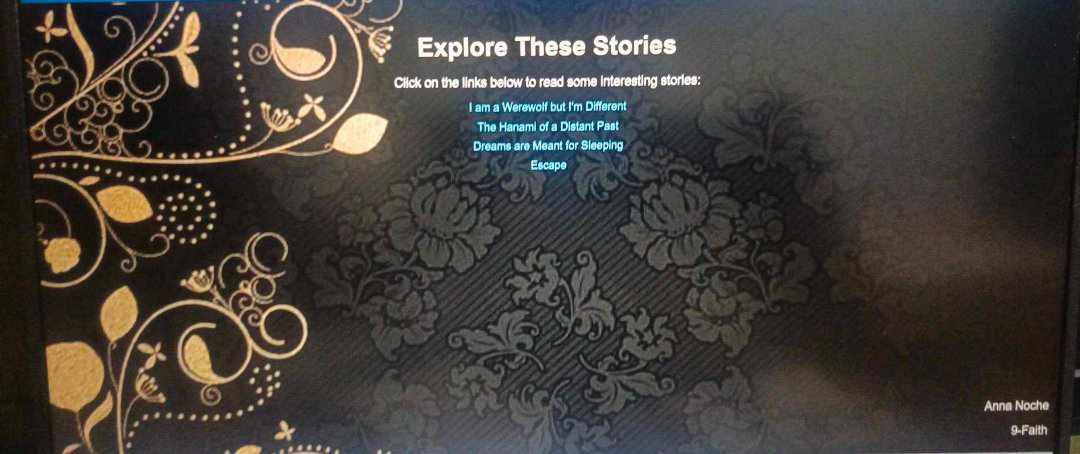 Explore These Stories
Click on the links below to read some interesting stories:
I am a Werewolf but I'm Different
The Hanami of a Distant Past
Dreams are Meant for Sleeping
Escape
Anna Noche
9-Faith